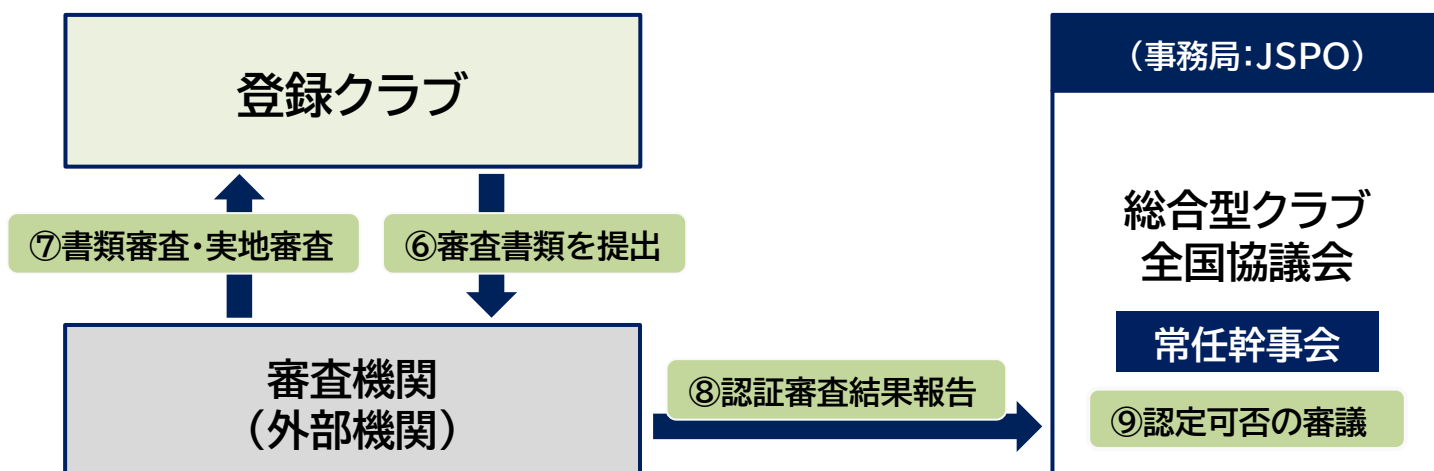 登録クラブ
⑦書類審査・実地審査
⑥審査書類を提出
審査機関
（外部機関）
⑧認証審査結果報告
（事務局：JSPO）
総合型クラブ
全国協議会
常任幹事会
⑨認定可否の審議